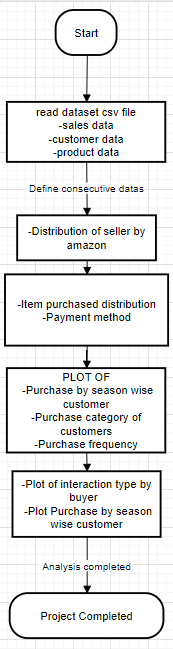 Start
read dataset csv file
-sales data
-customer data
-product data
Define consecutive datas
-Distribution of seller by
amazon
-Item purchased distribution
-Payment method
PLOT OF
-Purchase by season wise
customer
-Purchase category of
customers
-Purchase frequency
-Plot of interaction type by
buyer
-Plot Purchase by season
wise customer
Analysis completed
Project Completed